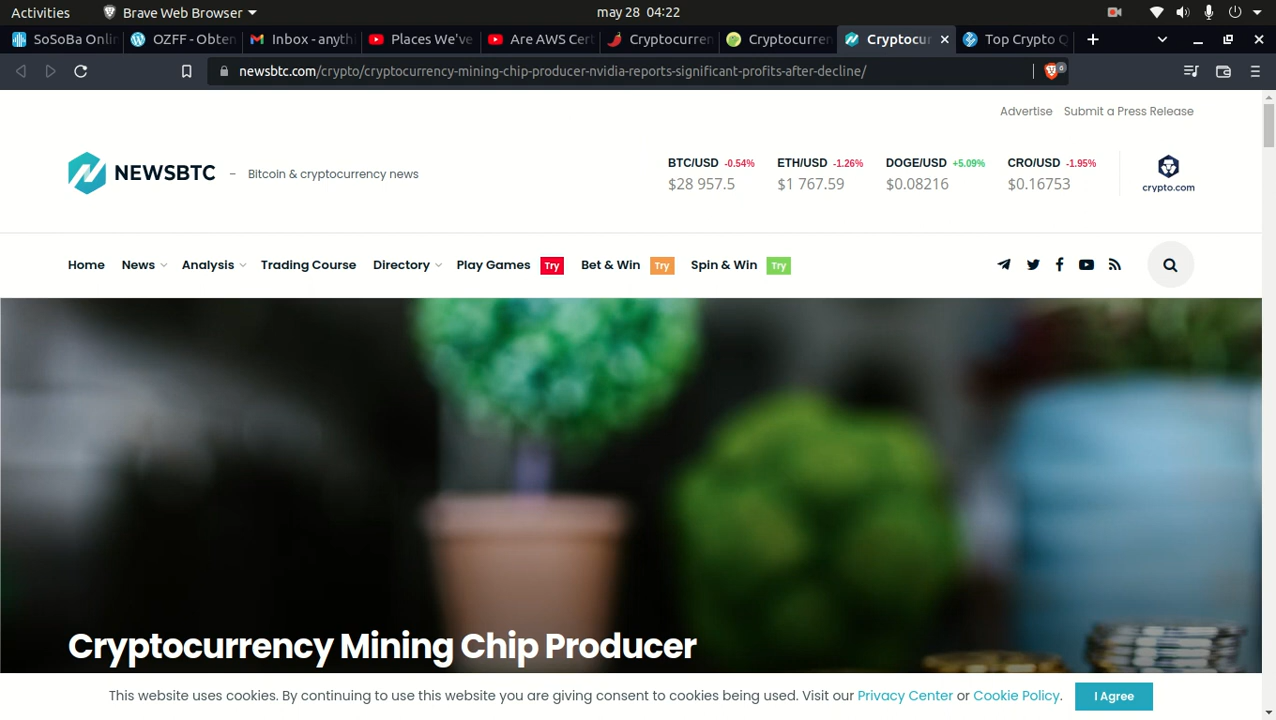 Activities
Brave Web Browser
may 28 04:22
SoSoBa Onli
OZFF - Obten
Inbox - anyth
Places We've
Are AWS Cert
Cryptocurren
Cryptocurren
Cryptocu
Top Crypto Q
newsbtc.com/crypto/cryptocurrency-mining-chip-producer-nvidia-reports-significant-profits-after-decline/
0
Advertise Submit a Press Release
NEWSBTC - Bitcoin & cryptocurrency news
BTC/USD -0.54% ETH/USD -1.26% DOGE/USD +5.09% CRO/USD -1.95%
$28 957.5 $1 767.59 $0.08216 $0.16753
crypto.com
Home News Analysis Trading Course Directory Play Games Try Bet & Win Try Spin & Win Try
Cryptocurrency Mining Chip Producer
This website uses cookies. By continuing to use this website you are giving consent to cookies being used. Visit our Privacy Center or Cookie Policy. I Agree